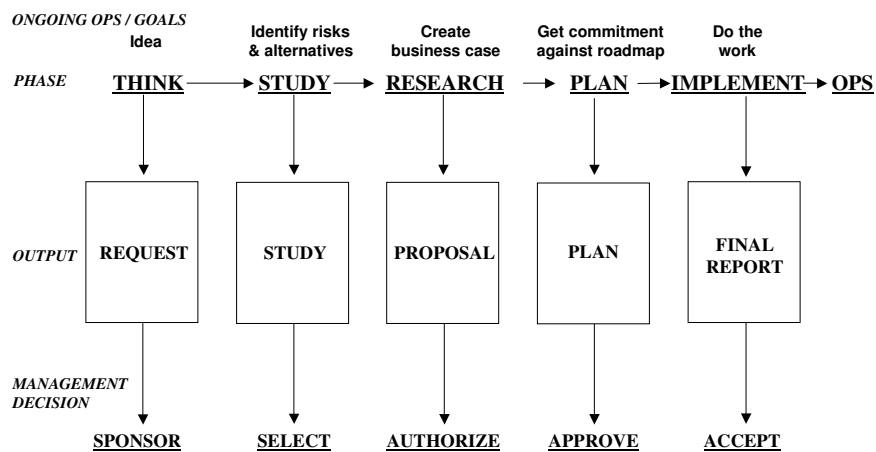 ONGOING OPS / GOALS
Idea
Identify risks
& alternatives
Create
business case
Get commitment
against roadmap
Do the
work
PHASE
THINK
STUDY
RESEARCH
PLAN
IMPLEMENT
OPS
OUTPUT
REQUEST
STUDY
PROPOSAL
PLAN
FINAL
REPORT
MANAGEMENT
DECISION
SPONSOR
SELECT
AUTHORIZE
APPROVE
ACCEPT